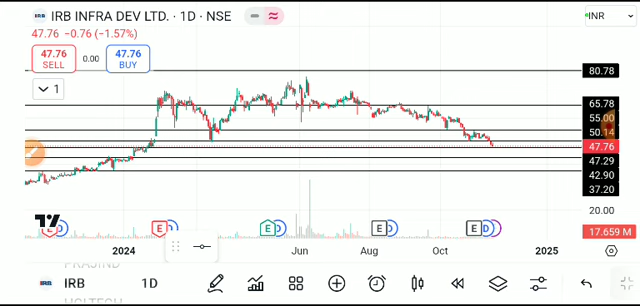 IRB IRB INFRA DEV LTD. · 1D · NSE
INR
47.76 −0.76 (−1.57%)
47.76 SELL
0.00
47.76 BUY
1
80.78
65.78
55.00
50.14
47.76
47.29
42.90
37.20
20.00
17.659 M
E D E D E D E D E D
2024 Jun Aug Oct 2025
IRB IRB 1D